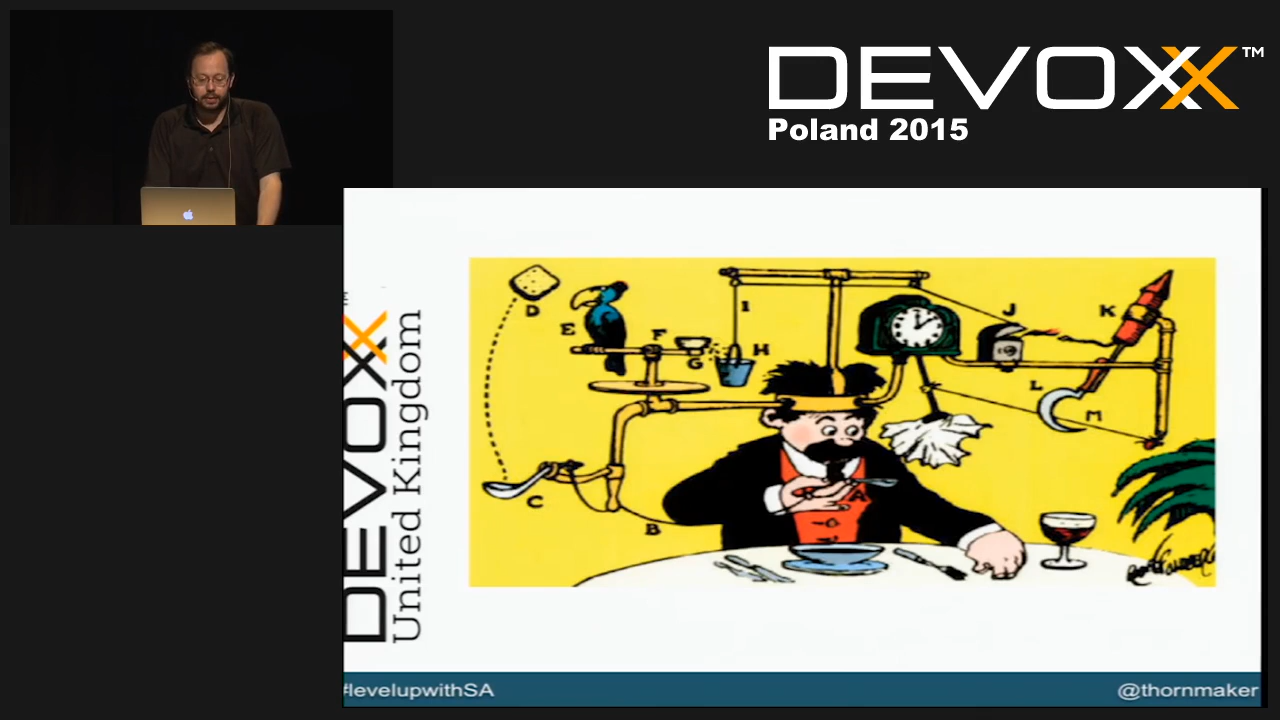 DEVOXX™
Poland 2015
DEVOXX
United Kingdom
D
E
F
G
H
I
J
K
L
M
A
C
B
#levelupwithSA
@thornmaker